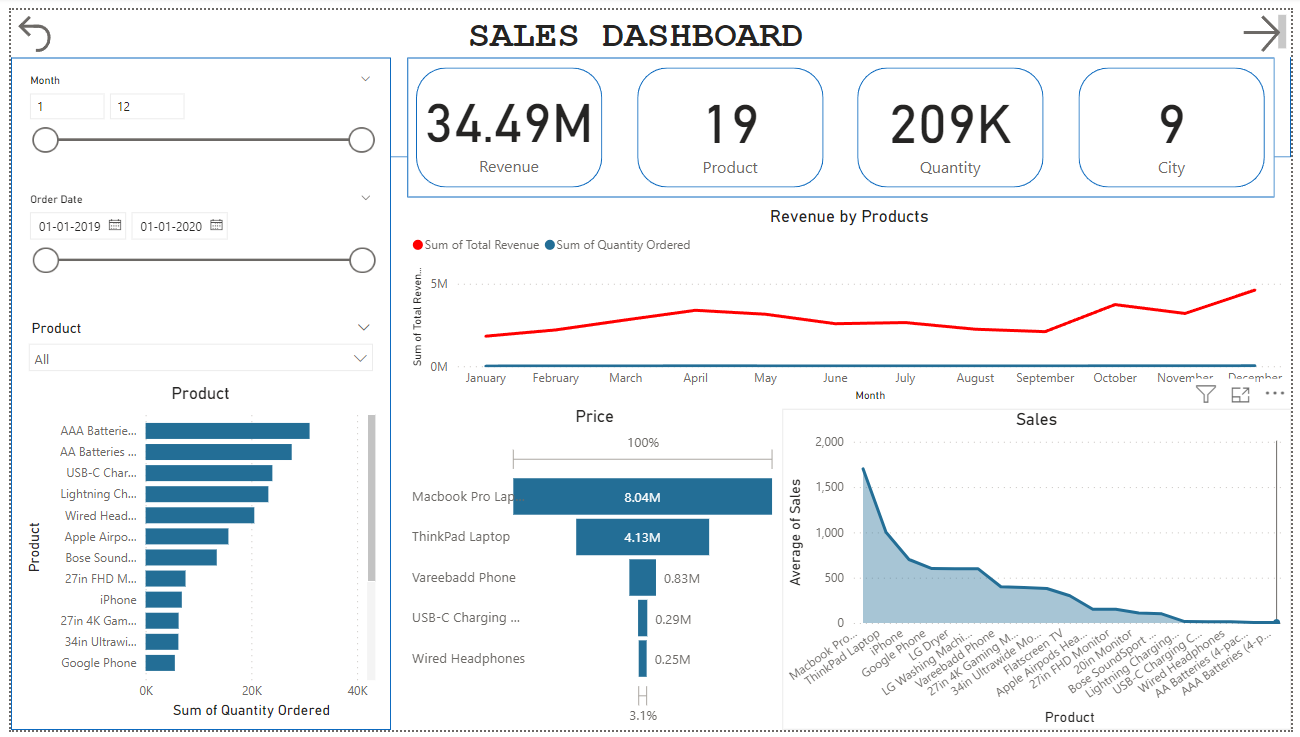 SALES DASHBOARD
Month
1 12
Order Date
01-01-2019 01-01-2020
Product
All
34.49M
Revenue
19
Product
209K
Quantity
9
City
Revenue by Products
Sum of Total Revenue Sum of Quantity Ordered
Sum of Total Reven...
5M
0M
January February March April May June July August September October November December
Month
Product
Product
AAA Batterie...
AA Batteries ...
USB-C Char...
Lightning Ch...
Wired Head...
Apple Airpo...
Bose Sound...
27in FHD M...
iPhone
27in 4K Gam...
34in Ultrawi...
Google Phone
0K 20K 40K
Sum of Quantity Ordered
Price
100%
Macbook Pro Lap... 8.04M
ThinkPad Laptop 4.13M
Vareebadd Phone 0.83M
USB-C Charging ... 0.29M
Wired Headphones 0.25M
3.1%
Sales
Average of Sales
2,000
1,500
1,000
500
0
Macbook Pro...
ThinkPad Laptop
iPhone
Google Phone
LG Dryer
LG Washing Machi...
Vareebadd Phone
27in 4K Gaming M...
34in Ultrawide Mo...
Flatscreen TV
Apple Airpods Hea...
27in FHD Monitor
20in Monitor
Bose SoundSport ...
Lightning Charging...
USB-C Charging C...
Wired Headphones
AA Batteries (4-pac...
AAA Batteries (4-p...
Product